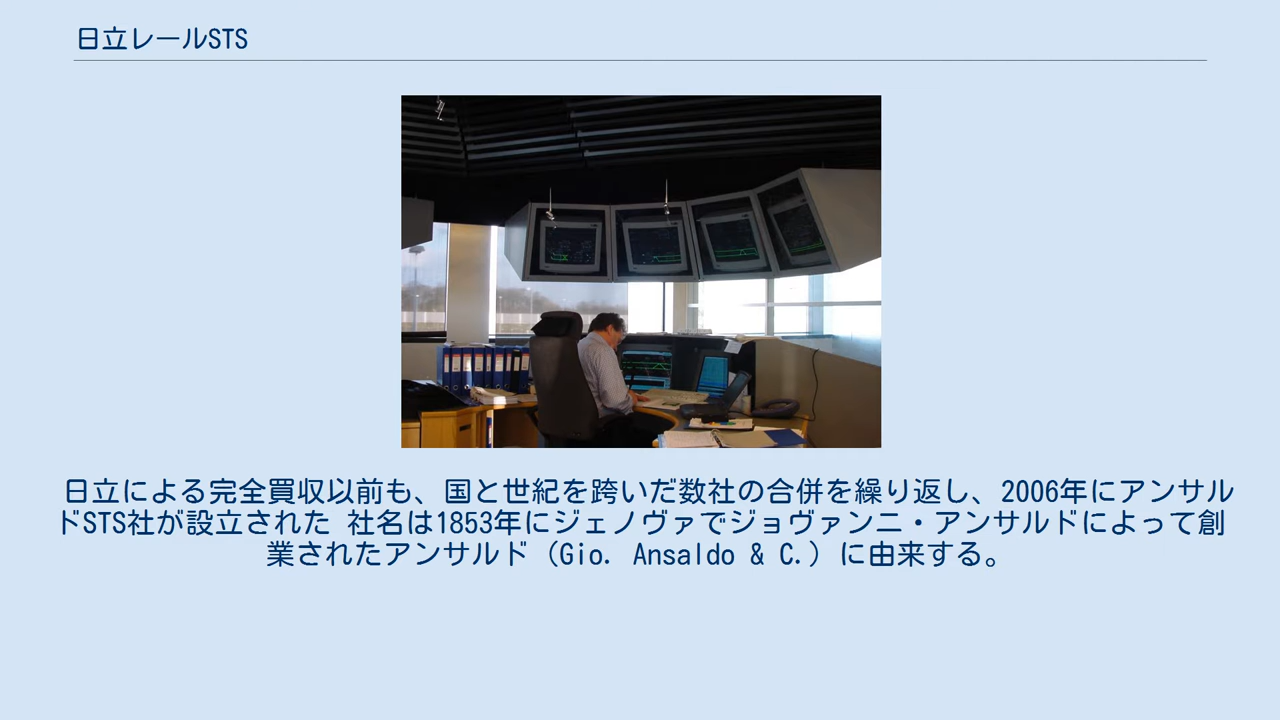 日立レールSTS
日立による完全買収以前も、国と世紀を跨いだ数社の合併を繰り返し、2006年にアンサル
ドSTS社が設立された 社名は1853年にジェノヴァでジョヴァンニ・アンサルドによって創
業されたアンサルド（Gio. Ansaldo & C.）に由来する。